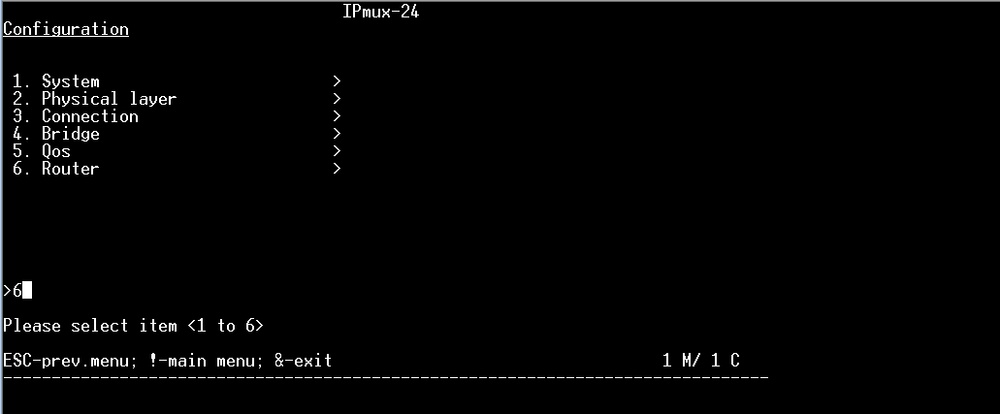 IPmux-24
Configuration
1. System >
2. Physical layer >
3. Connection >
4. Bridge >
5. Qos >
6. Router >
>6
Please select item <1 to 6>
ESC-prev.menu; !-main menu; &-exit 1 M/ 1 C
-------------------------------------------------------------------------------